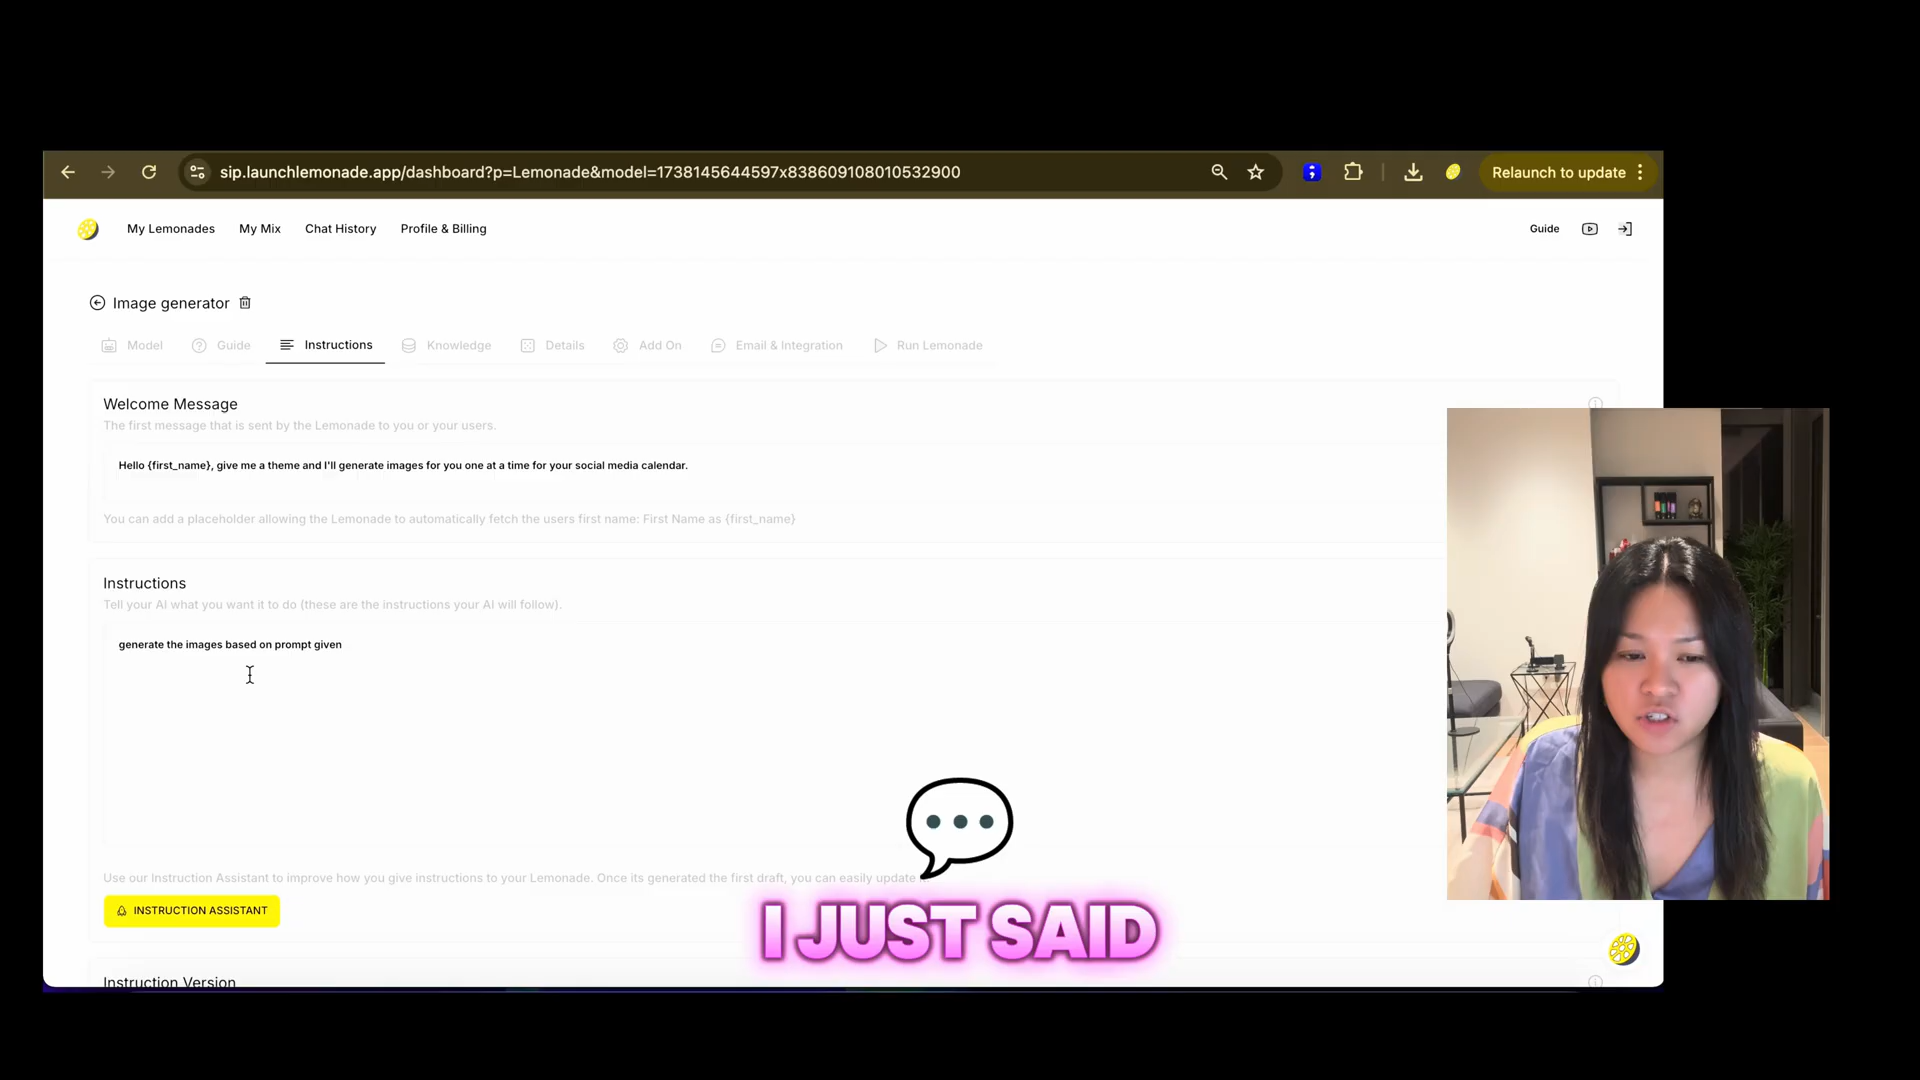 sip.launchlemonade.app/dashboard?p=Lemonade&model=1738145644597x838609108010532900
Relaunch to update
My Lemonades
My Mix
Chat History
Profile & Billing
Guide
Image generator
Model
Guide
Instructions
Knowledge
Details
Add On
Email & Integration
Run Lemonade
Welcome Message
The first message that is sent by the Lemonade to you or your users.
Hello {first_name}, give me a theme and I'll generate images for you one at a time for your social media calendar.
You can add a placeholder allowing the Lemonade to automatically fetch the users first name: First Name as {first_name}
Instructions
Tell your AI what you want it to do (these are the instructions your AI will follow).
generate the images based on prompt given
Use our Instruction Assistant to improve how you give instructions to your Lemonade. Once its generated the first draft, you can easily update
INSTRUCTION ASSISTANT
I JUST SAID
Instruction Version